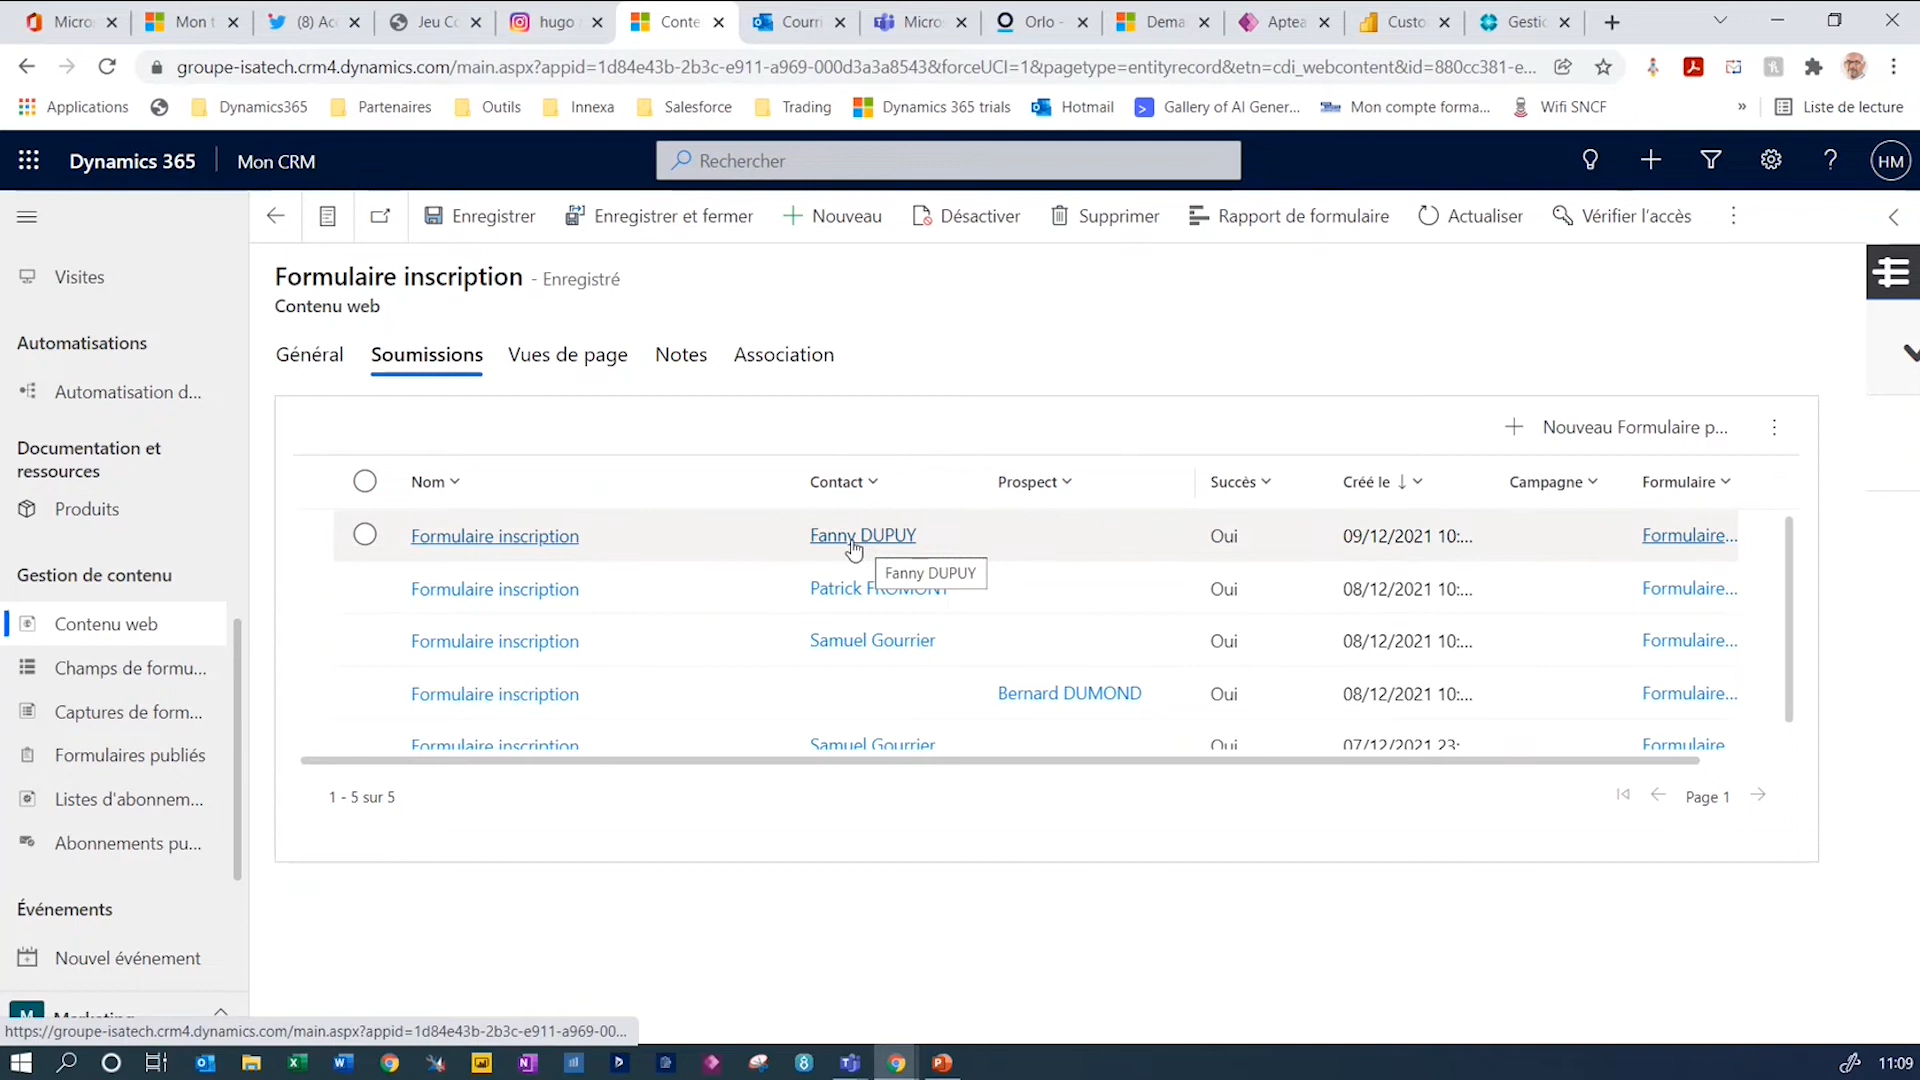 Micros
Mon t
(8) Acc
Jeu Co
hugo
Conte
Courri
Micros
Orlo -
Dema
Aptea
Custo
Gestio
groupe-isatech.crm4.dynamics.com/main.aspx?appid=1d84e43b-2b3c-e911-a969-000d3a3a8543&forceUCI=1&pagetype=entityrecord&etn=cdi_webcontent&id=880cc381-e...
Applications
Dynamics365
Partenaires
Outils
Innexa
Salesforce
Trading
Dynamics 365 trials
Hotmail
Gallery of AI Gener...
Mon compte forma...
Wifi SNCF
»
Liste de lecture
Dynamics 365
Mon CRM
Rechercher
HM
Enregistrer
Enregistrer et fermer
Nouveau
Désactiver
Supprimer
Rapport de formulaire
Actualiser
Vérifier l'accès
Visites
Automatisations
Automatisation d...
Documentation et
ressources
Produits
Gestion de contenu
Contenu web
Champs de formu...
Captures de form...
Formulaires publiés
Listes d'abonnem...
Abonnements pu...
Événements
Nouvel événement
M
Marketing
Formulaire inscription - Enregistré
Contenu web
Général
Soumissions
Vues de page
Notes
Association
Nouveau Formulaire p...
Nom
Contact
Prospect
Succès
Créé le
Campagne
Formulaire
Formulaire inscription
Fanny DUPUY
Oui
09/12/2021 10:...
Formulaire...
Fanny DUPUY
Formulaire inscription
Patrick FROMONT
Oui
08/12/2021 10:...
Formulaire...
Formulaire inscription
Samuel Gourrier
Oui
08/12/2021 10:...
Formulaire...
Formulaire inscription
Bernard DUMOND
Oui
08/12/2021 10:...
Formulaire...
Formulaire inscription
Samuel Gourrier
Oui
07/12/2021 23:
Formulaire
1 - 5 sur 5
Page 1
https://groupe-isatech.crm4.dynamics.com/main.aspx?appid=1d84e43b-2b3c-e911-a969-00...
11:09